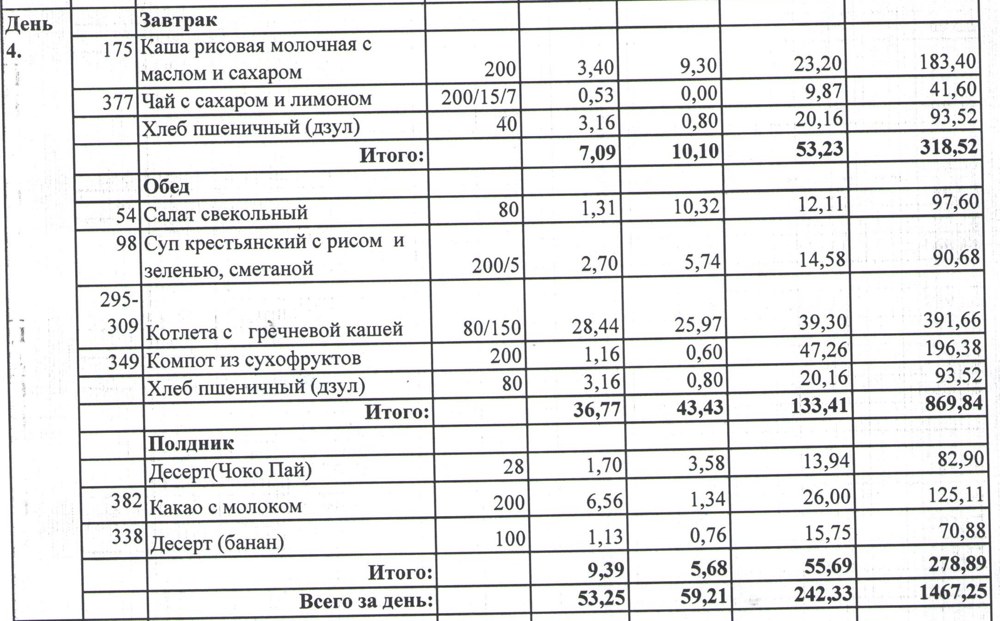 День Завтрак
4.
175 Каша рисовая молочная с
маслом и сахаром 200 3,40 9,30 23,20 183,40
377 Чай с сахаром и лимоном 200/15/7 0,53 0,00 9,87 41,60
Хлеб пшеничный (дзул) 40 3,16 0,80 20,16 93,52
Итого: 7,09 10,10 53,23 318,52
Обед
54 Салат свекольный 80 1,31 10,32 12,11 97,60
98 Суп крестьянский с рисом и
зеленью, сметаной 200/5 2,70 5,74 14,58 90,68
295-
309 Котлета с гречневой кашей 80/150 28,44 25,97 39,30 391,66
349 Компот из сухофруктов 200 1,16 0,60 47,26 196,38
Хлеб пшеничный (дзул) 80 3,16 0,80 20,16 93,52
Итого: 36,77 43,43 133,41 869,84
Полдник
Десерт(Чоко Пай) 28 1,70 3,58 13,94 82,90
382 Какао с молоком 200 6,56 1,34 26,00 125,11
338 Десерт (банан) 100 1,13 0,76 15,75 70,88
Итого: 9,39 5,68 55,69 278,89
Всего за день: 53,25 59,21 242,33 1467,25